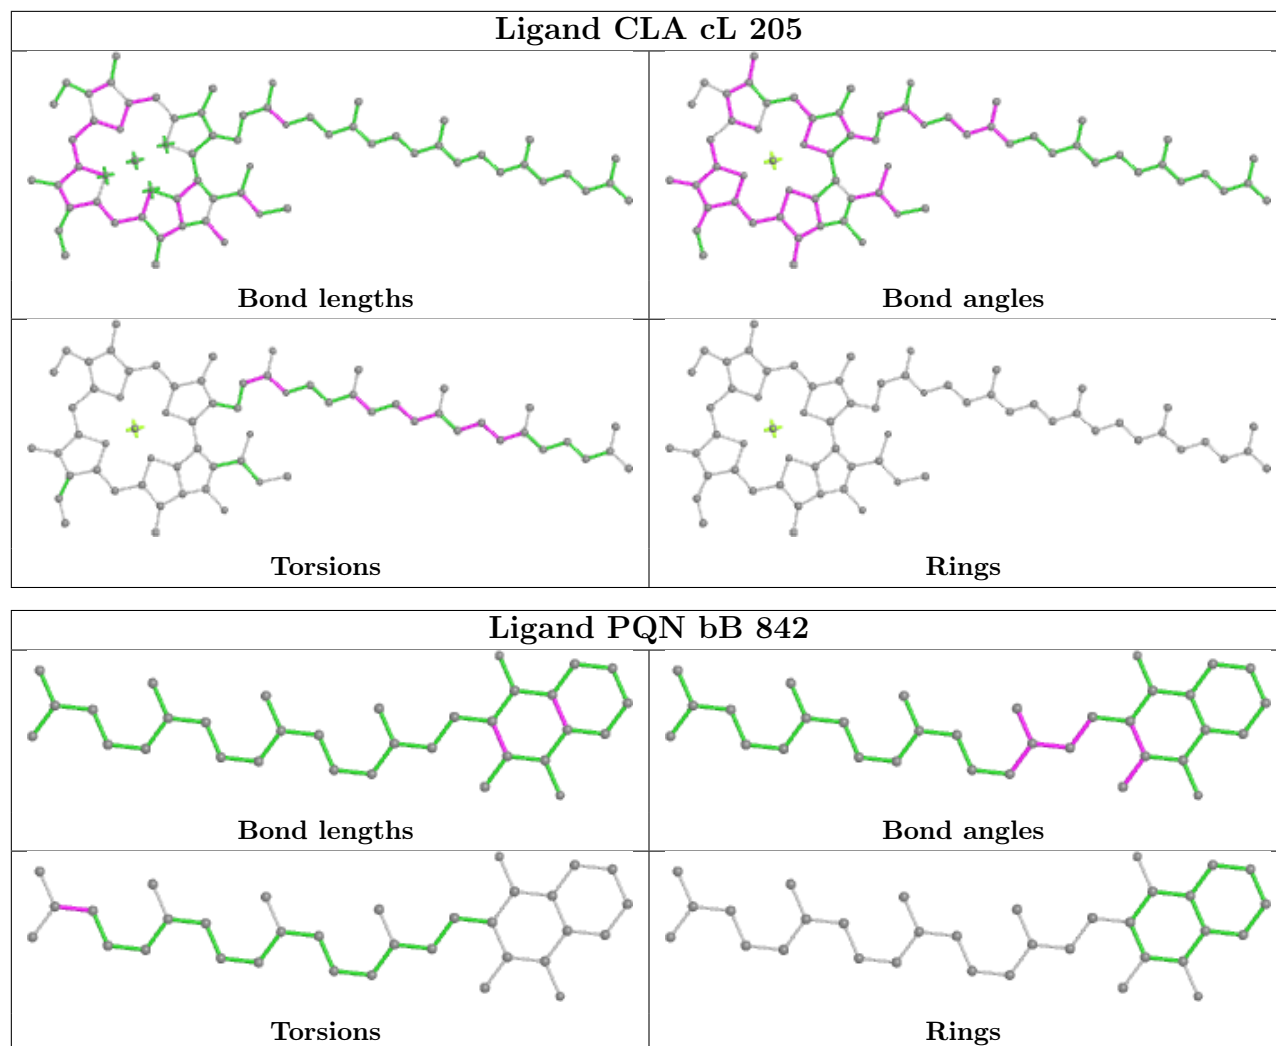 Ligand CLA cL 205
Bond lengths
Bond angles
Torsions
Rings
Ligand PQN bB 842
Bond lengths
Bond angles
Torsions
Rings